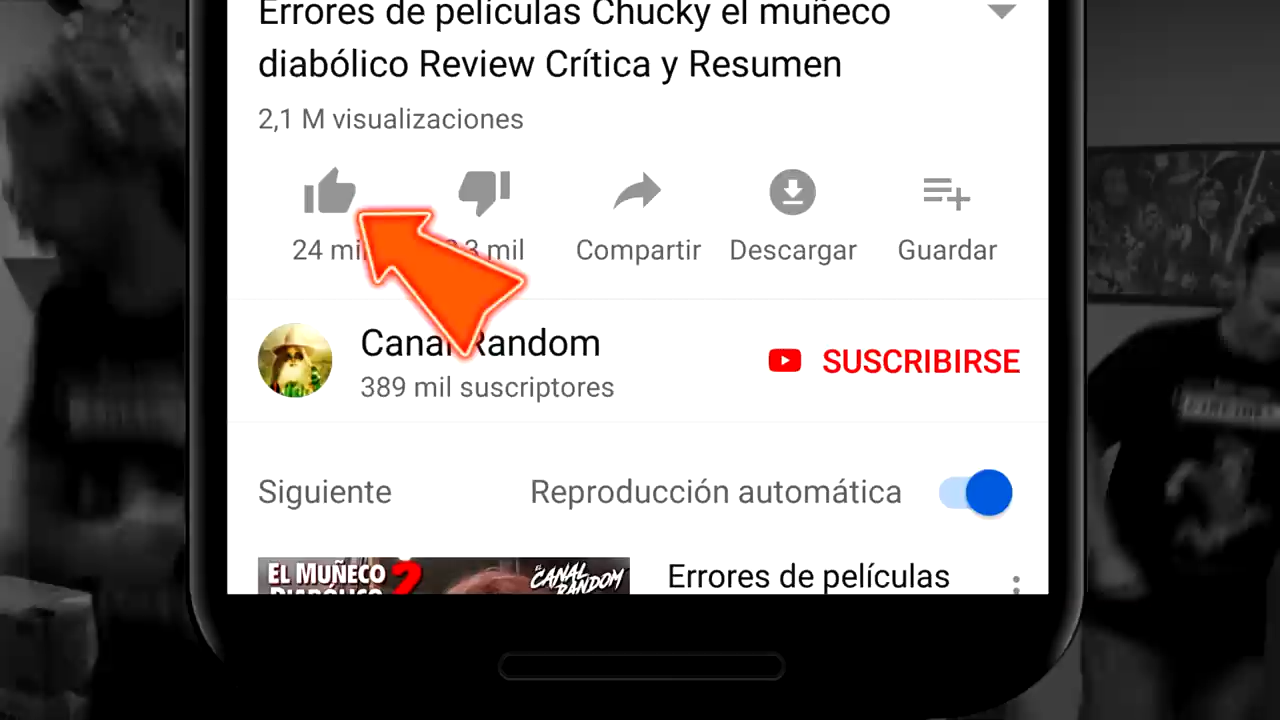 Errores de películas Chucky el muñeco
diabólico Review Crítica y Resumen
2,1 M visualizaciones
24 mil
3 mil
Compartir
Descargar
Guardar
Canal Random
389 mil suscriptores
SUSCRIBIRSE
Siguiente
Reproducción automática
EL MUÑECO
DIABÓLICO 2
EL CANAL
RANDOM
Errores de películas